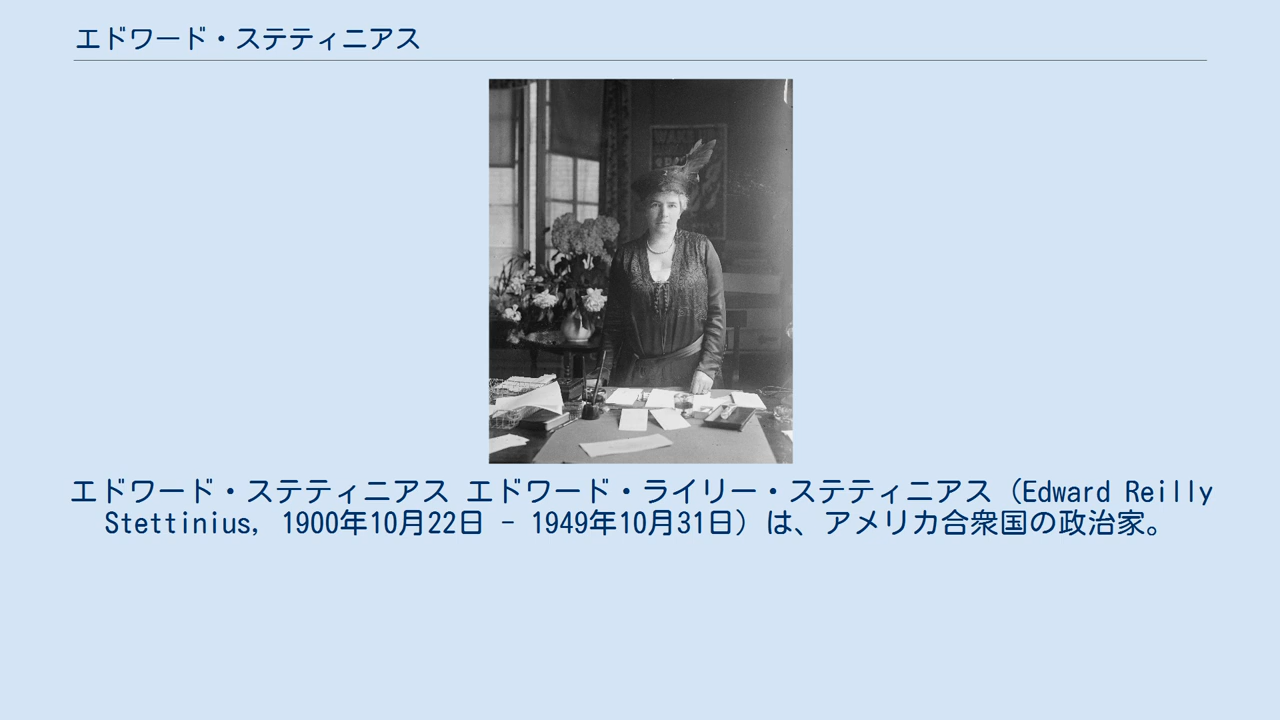 エドワード・ステティニアス
WAKE
エドワード・ステティニアス エドワード・ライリー・ステティニアス（Edward Reilly
Stettinius, 1900年10月22日 - 1949年10月31日）は、アメリカ合衆国の政治家。